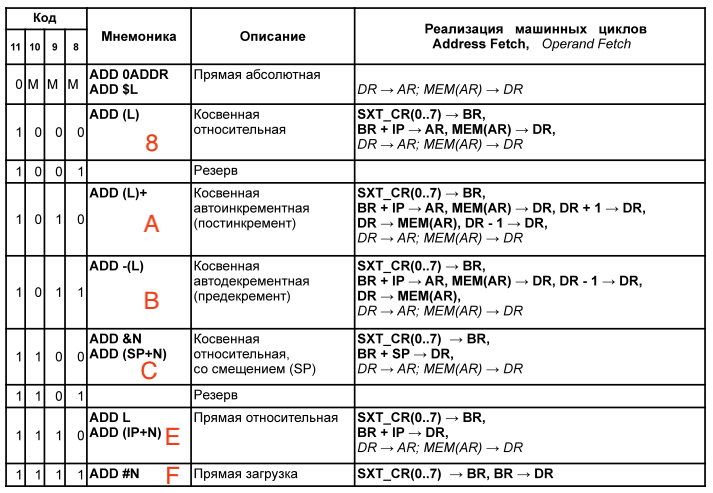 Код
Мнемоника
Описание
Реализация машинных циклов
Address Fetch, Operand Fetch
11 10 9 8
0 M M M
ADD 0ADDR
ADD $L
Прямая абсолютная
DR → AR; MEM(AR) → DR
1 0 0 0
ADD (L)
8
Косвенная
относительная
SXT_CR(0..7) → BR,
BR + IP → AR, MEM(AR) → DR,
DR → AR; MEM(AR) → DR
1 0 0 1
Резерв
1 0 1 0
ADD (L)+
A
Косвенная
автоинкрементная
(постинкремент)
SXT_CR(0..7) → BR,
BR + IP → AR, MEM(AR) → DR, DR + 1 → DR,
DR → MEM(AR), DR - 1 → DR,
DR → AR; MEM(AR) → DR
1 0 1 1
ADD -(L)
B
Косвенная
автодекрементная
(предекремент)
SXT_CR(0..7) → BR,
BR + IP → AR, MEM(AR) → DR, DR - 1 → DR,
DR → MEM(AR),
DR → AR; MEM(AR) → DR
1 1 0 0
ADD &N
ADD (SP+N)
C
Косвенная
относительная,
со смещением (SP)
SXT_CR(0..7) → BR,
BR + SP → DR,
DR → AR; MEM(AR) → DR
1 1 0 1
Резерв
1 1 1 0
ADD L
ADD (IP+N)
E
Прямая относительная
SXT_CR(0..7) → BR,
BR + IP → DR,
DR → AR; MEM(AR) → DR
1 1 1 1
ADD #N
F
Прямая загрузка
SXT_CR(0..7) → BR, BR → DR